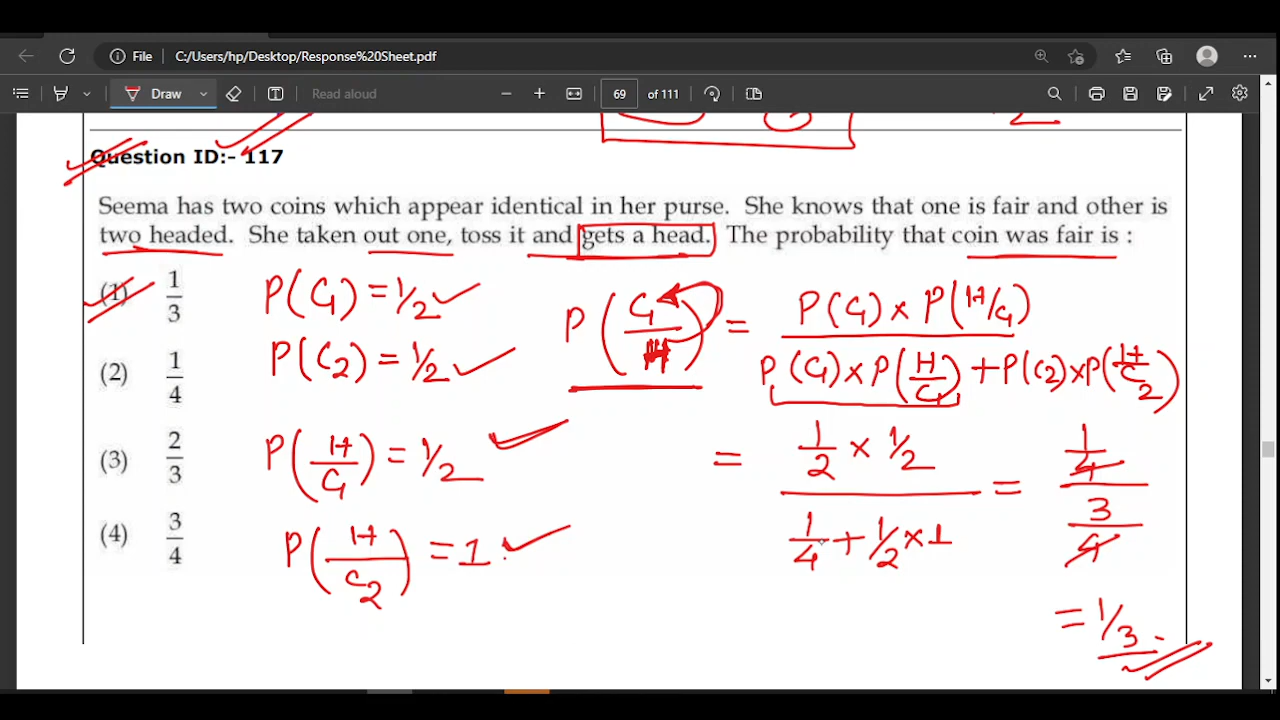 File C:/Users/hp/Desktop/Response%20Sheet.pdf
Draw Read aloud 69 of 111
Question ID:- 117
Seema has two coins which appear identical in her purse. She knows that one is fair and other is
two headed. She taken out one, toss it and gets a head. The probability that coin was fair is :
(1) 1/3
(2) 1/4
(3) 2/3
(4) 3/4
P(C1) = 1/2
P(C2) = 1/2
P(H/C1) = 1/2
P(H/C2) = 1
P(C1/H) = P(C1) × P(H/C1)
P(C1) × P(H/C1) + P(C2) × P(H/C2)
= 1/2 × 1/2
1/4 + 1/2 × 1
= 1/4
3/4
= 1/3